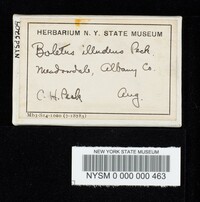 HERBARIUM N. Y. STATE MUSEUM
Boletus illudens Peck
Meadowdale, Albany Co.
C. H. Peck Aug.
NEW YORK STATE MUSEUM
NYSM 0 000 000 463